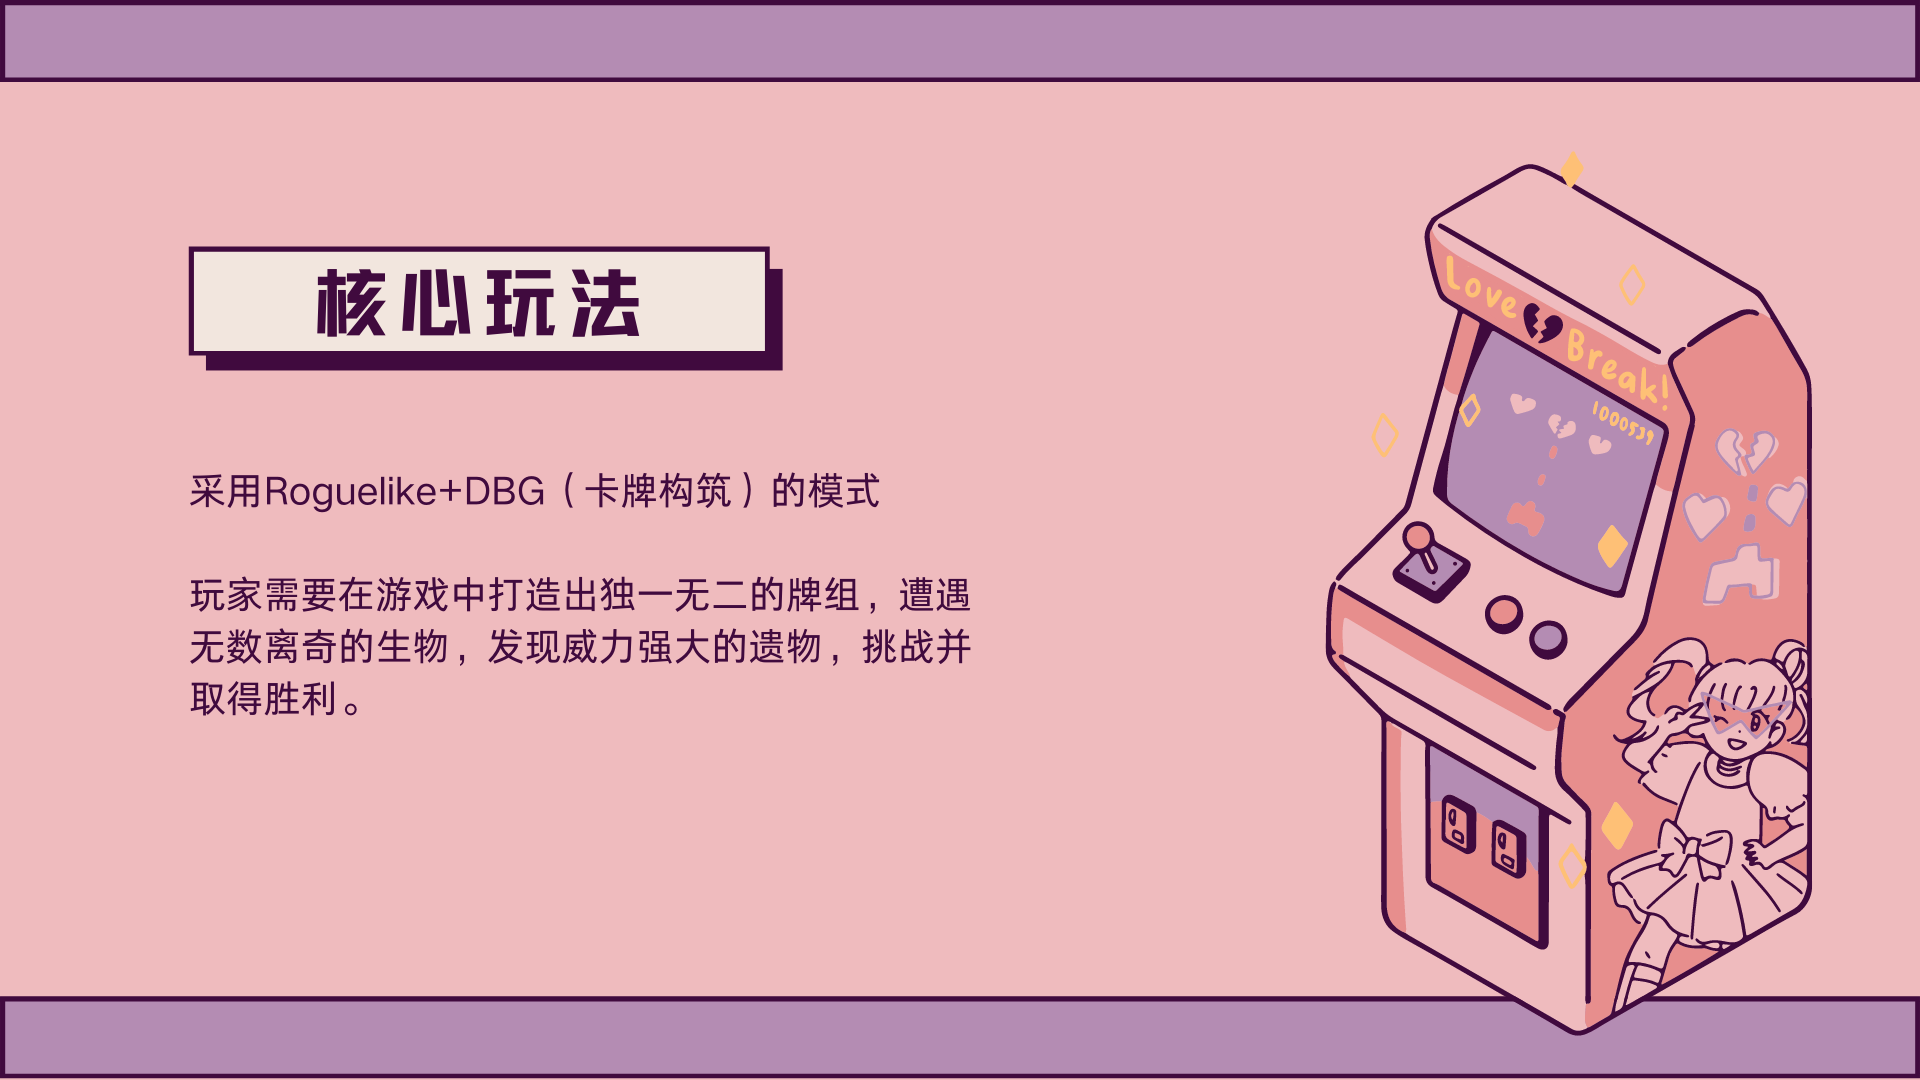 核心玩法
采用Roguelike+DBG（卡牌构筑）的模式
玩家需要在游戏中打造出独一无二的牌组，遭遇
无数离奇的生物，发现威力强大的遗物，挑战并
取得胜利。
Love Break!
1000539